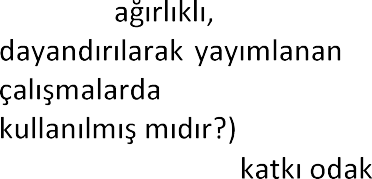 ağırlıklı,
dayandırılarak yayımlanan
çalışmalarda
kullanılmış mıdır?)
katkı odak